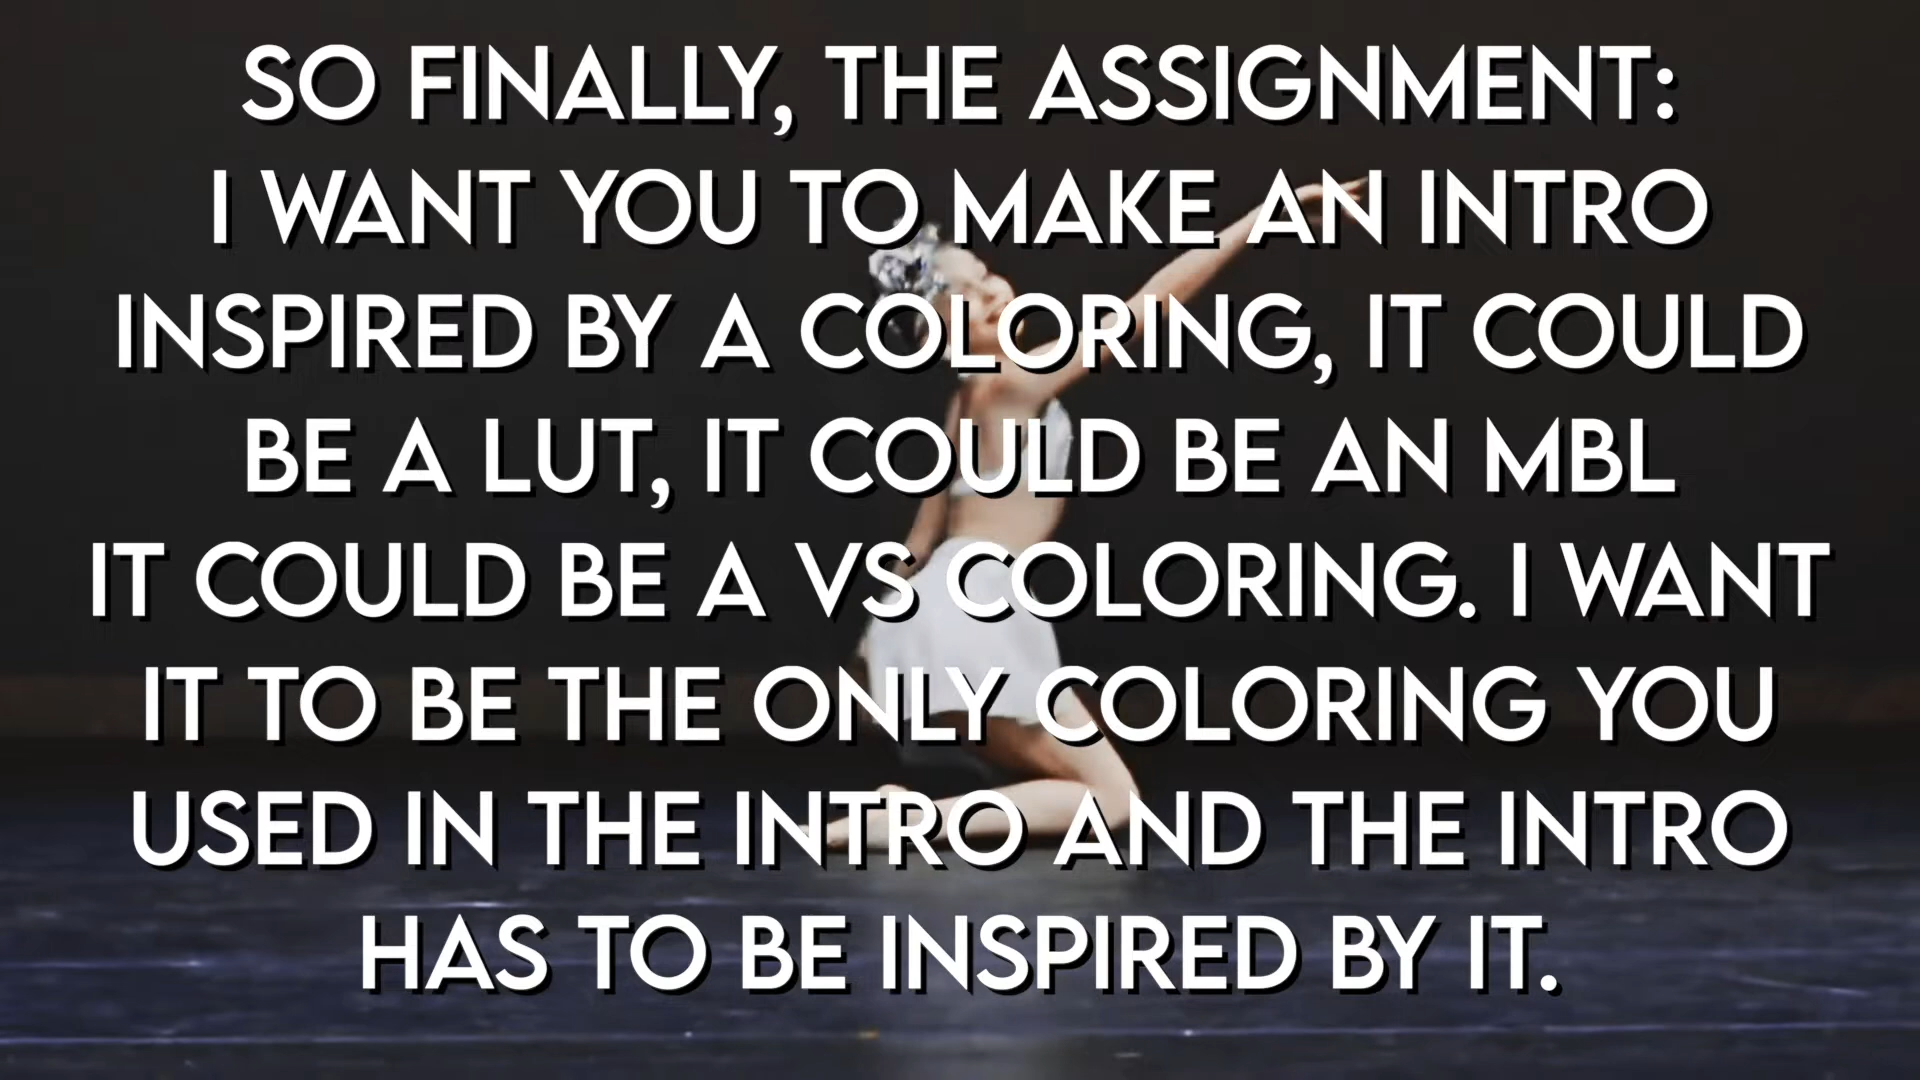 SO FINALLY, THE ASSIGNMENT:
I WANT YOU TO MAKE AN INTRO
INSPIRED BY A COLORING, IT COULD
BE A LUT, IT COULD BE AN MBL
IT COULD BE A VS COLORING. I WANT
IT TO BE THE ONLY COLORING YOU
USED IN THE INTRO AND THE INTRO
HAS TO BE INSPIRED BY IT.